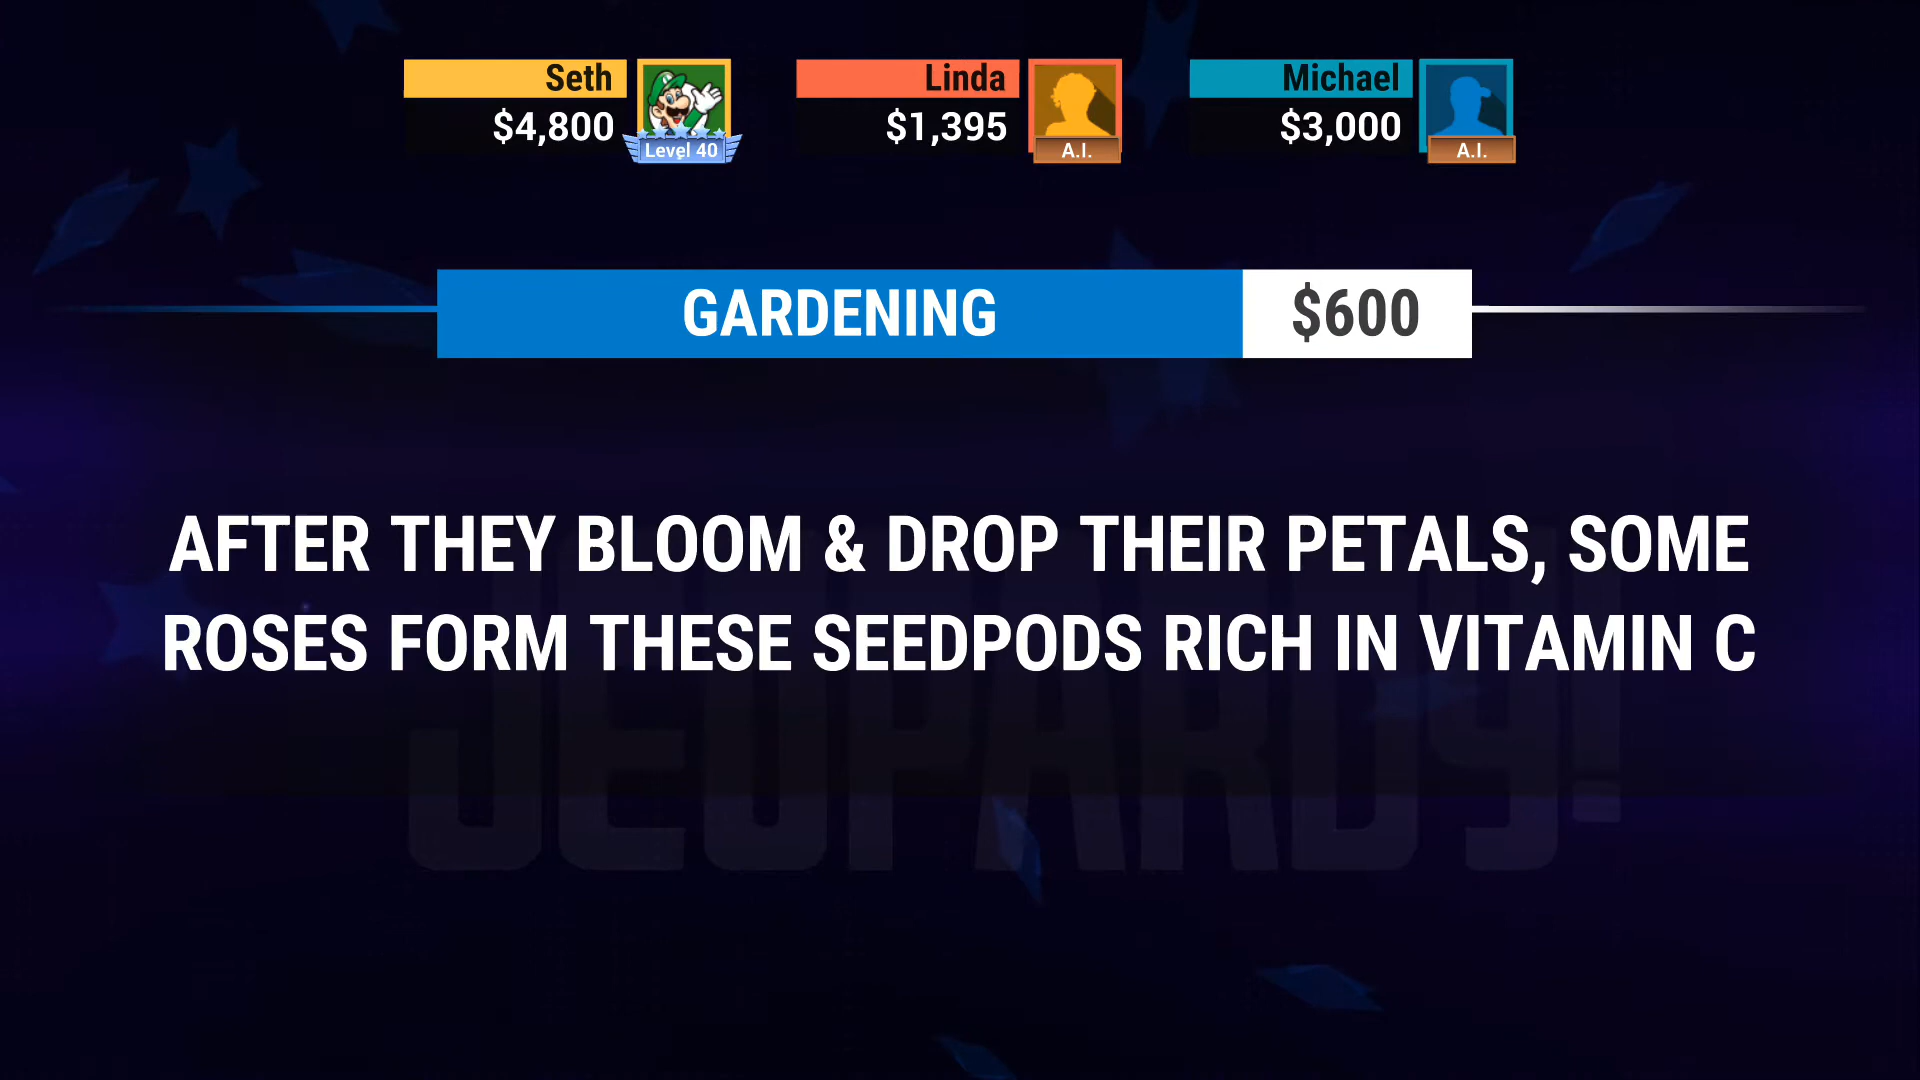 Seth
$4,800
Level 40
Linda
$1,395
A.I.
Michael
$3,000
A.I.
GARDENING
$600
AFTER THEY BLOOM & DROP THEIR PETALS, SOME
ROSES FORM THESE SEEDPODS RICH IN VITAMIN C
JEOPARDY!